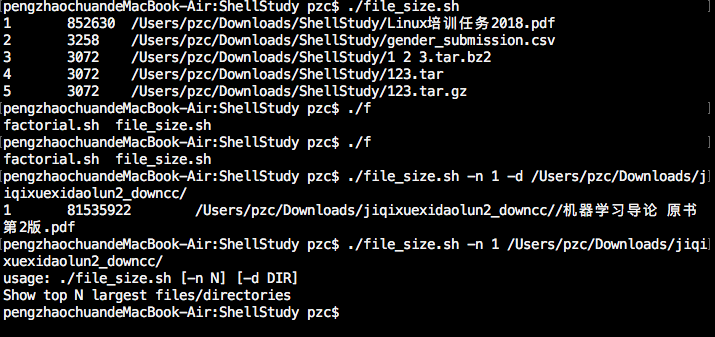 [pengzhaochuandeMacBook-Air:ShellStudy pzc$ ./file_size.sh ]
1 852630 /Users/pzc/Downloads/ShellStudy/Linux培训任务2018.pdf
2 3258 /Users/pzc/Downloads/ShellStudy/gender_submission.csv
3 3072 /Users/pzc/Downloads/ShellStudy/1 2 3.tar.bz2
4 3072 /Users/pzc/Downloads/ShellStudy/123.tar
5 3072 /Users/pzc/Downloads/ShellStudy/123.tar.gz
[pengzhaochuandeMacBook-Air:ShellStudy pzc$ ./f ]
factorial.sh file_size.sh
[pengzhaochuandeMacBook-Air:ShellStudy pzc$ ./f ]
factorial.sh file_size.sh
[pengzhaochuandeMacBook-Air:ShellStudy pzc$ ./file_size.sh -n 1 -d /Users/pzc/Downloads/j]
iqixuexidaolun2_downcc/
1 81535922 /Users/pzc/Downloads/jiqixuexidaolun2_downcc//机器学习导论 原书
第2版.pdf
[pengzhaochuandeMacBook-Air:ShellStudy pzc$ ./file_size.sh -n 1 /Users/pzc/Downloads/jiqi]
xuexidaolun2_downcc/
usage: ./file_size.sh [-n N] [-d DIR]
Show top N largest files/directories
pengzhaochuandeMacBook-Air:ShellStudy pzc$